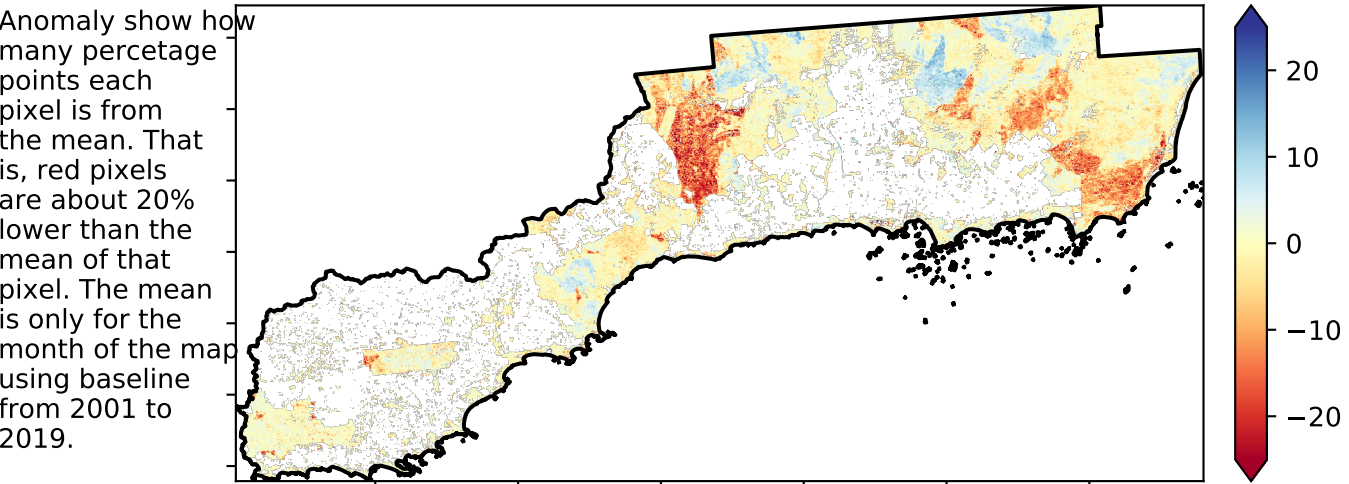 Anomaly show how
many percetage
points each
pixel is from
the mean. That
is, red pixels
are about 20%
lower than the
mean of that
pixel. The mean
is only for the
month of the map
using baseline
from 2001 to
2019.
20
10
0
−10
−20